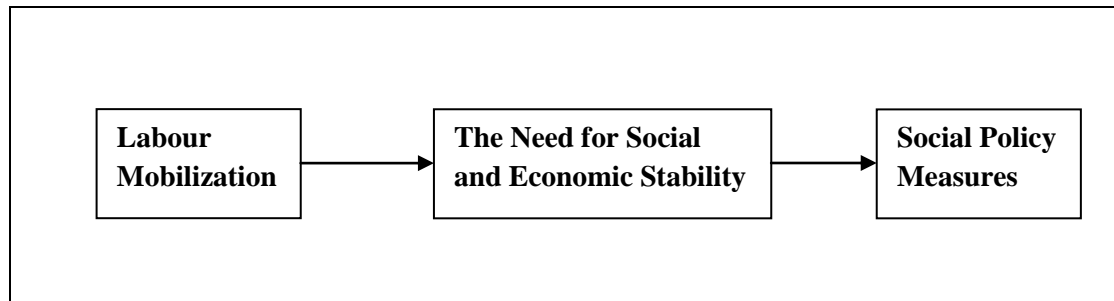 Labour
Mobilization
The Need for Social
and Economic Stability
Social Policy
Measures